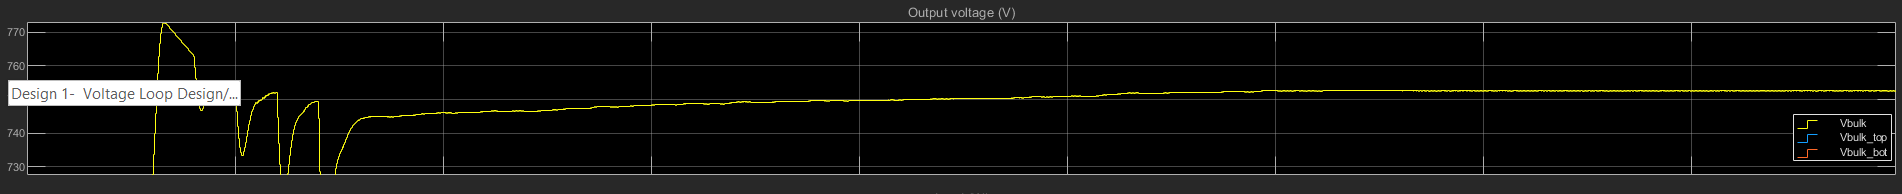 Output voltage (V)
770
760
Design 1-  Voltage Loop Design/...
740
730
Vbulk
Vbulk_top
Vbulk_bot